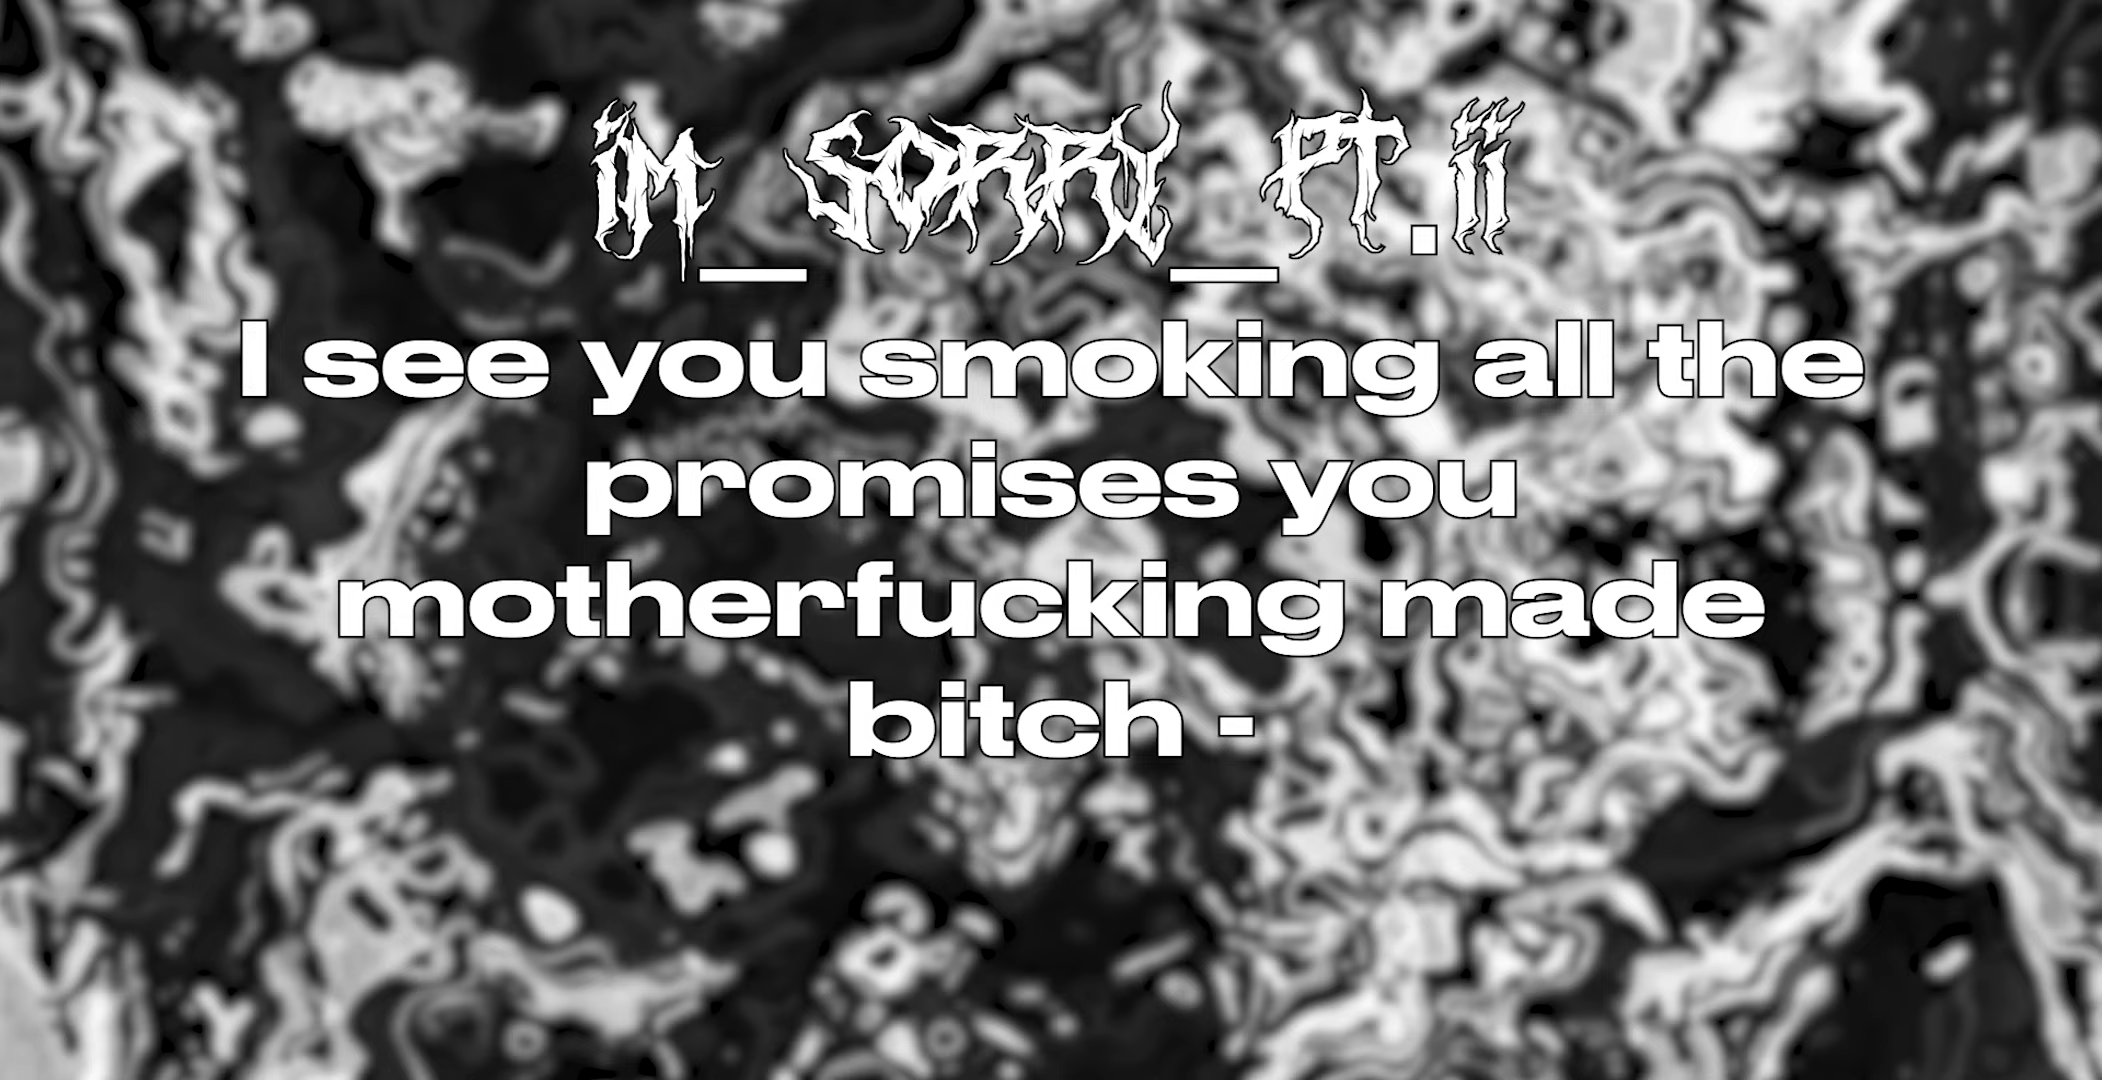 im_sorry_pt.ii
I see you smoking all the
promises you
motherfucking made
bitch -